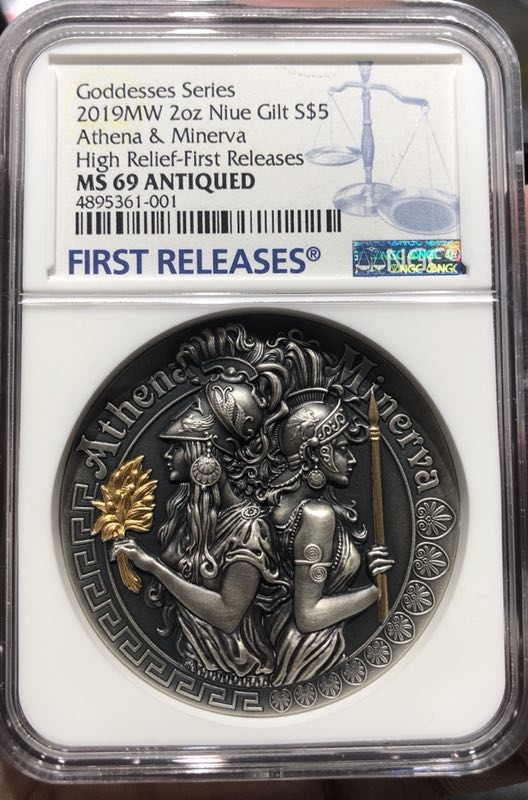 Goddesses Series
2019MW 2oz Niue Gilt S$5
Athena & Minerva
High Relief-First Releases
MS 69 ANTIQUED
4895361-001
FIRST RELEASES®
NGC
Athena
Minerva